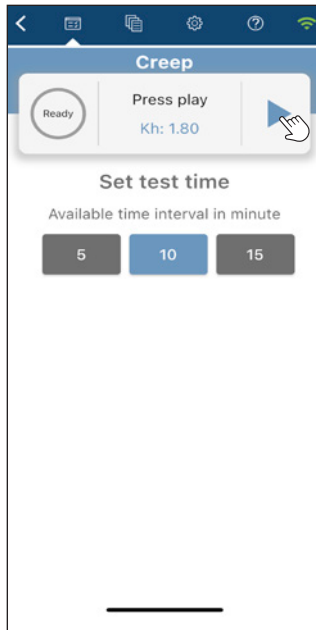 Creep
Ready
Press play
Kh: 1.80
Set test time
Available time interval in minute
5 10 15